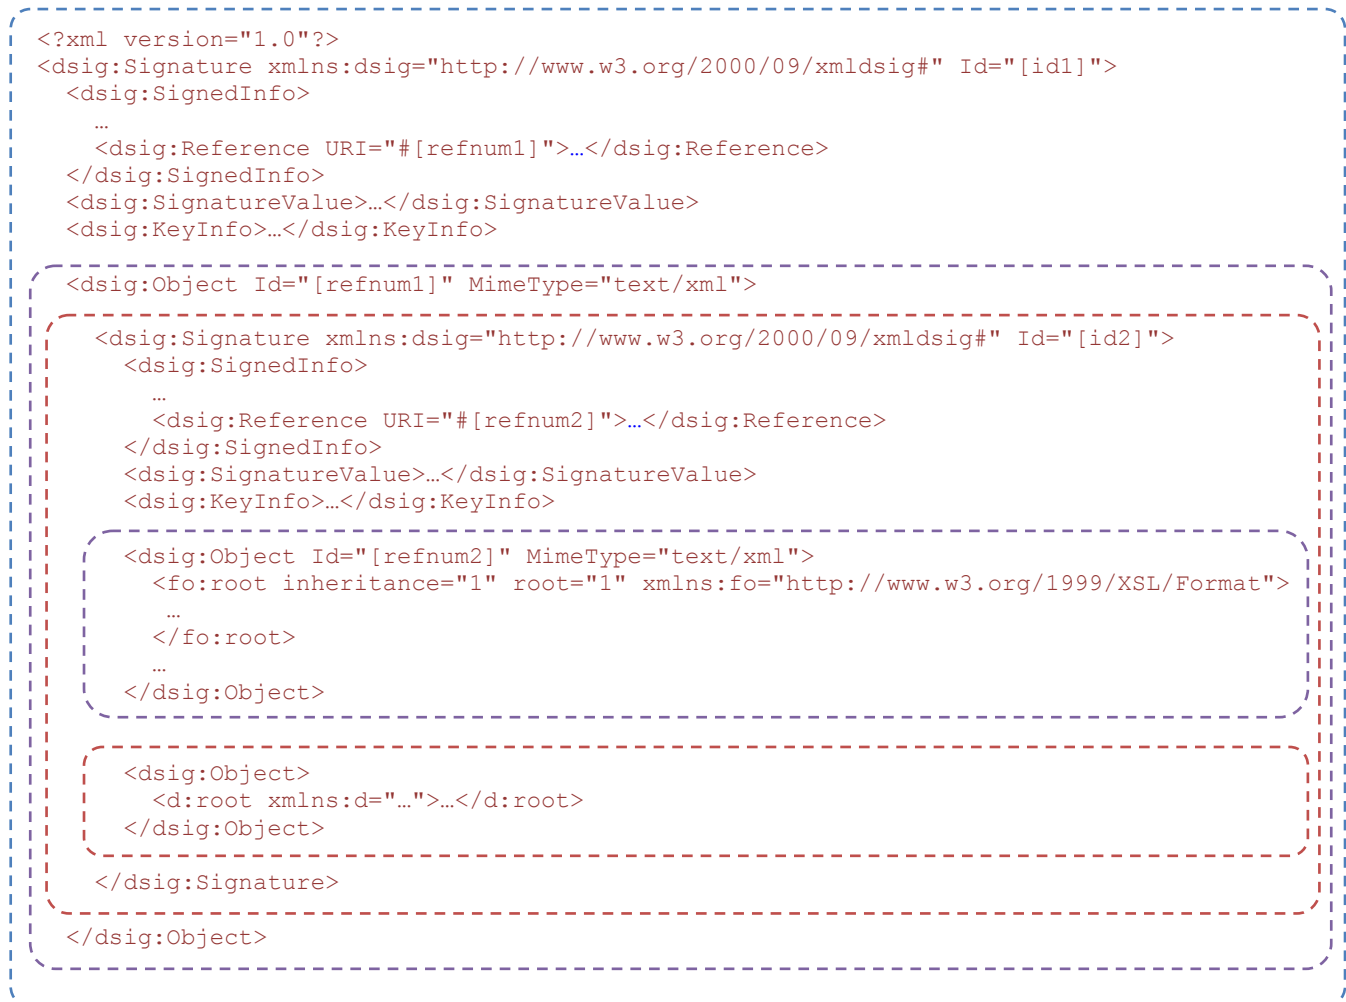 <?xml version="1.0"?>
<dsig:Signature xmlns:dsig="http://www.w3.org/2000/09/xmldsig#" Id="[id1]">
<dsig:SignedInfo>
…
<dsig:Reference URI="#[refnum1]">…</dsig:Reference>
</dsig:SignedInfo>
<dsig:SignatureValue>…</dsig:SignatureValue>
<dsig:KeyInfo>…</dsig:KeyInfo>
<dsig:Object Id="[refnum1]" MimeType="text/xml">
<dsig:Signature xmlns:dsig="http://www.w3.org/2000/09/xmldsig#" Id="[id2]">
<dsig:SignedInfo>
…
<dsig:Reference URI="#[refnum2]">…</dsig:Reference>
</dsig:SignedInfo>
<dsig:SignatureValue>…</dsig:SignatureValue>
<dsig:KeyInfo>…</dsig:KeyInfo>
<dsig:Object Id="[refnum2]" MimeType="text/xml">
<fo:root inheritance="1" root="1" xmlns:fo="http://www.w3.org/1999/XSL/Format">
…
</fo:root>
…
</dsig:Object>
<dsig:Object>
<d:root xmlns:d="…">…</d:root>
</dsig:Object>
</dsig:Signature>
</dsig:Object>